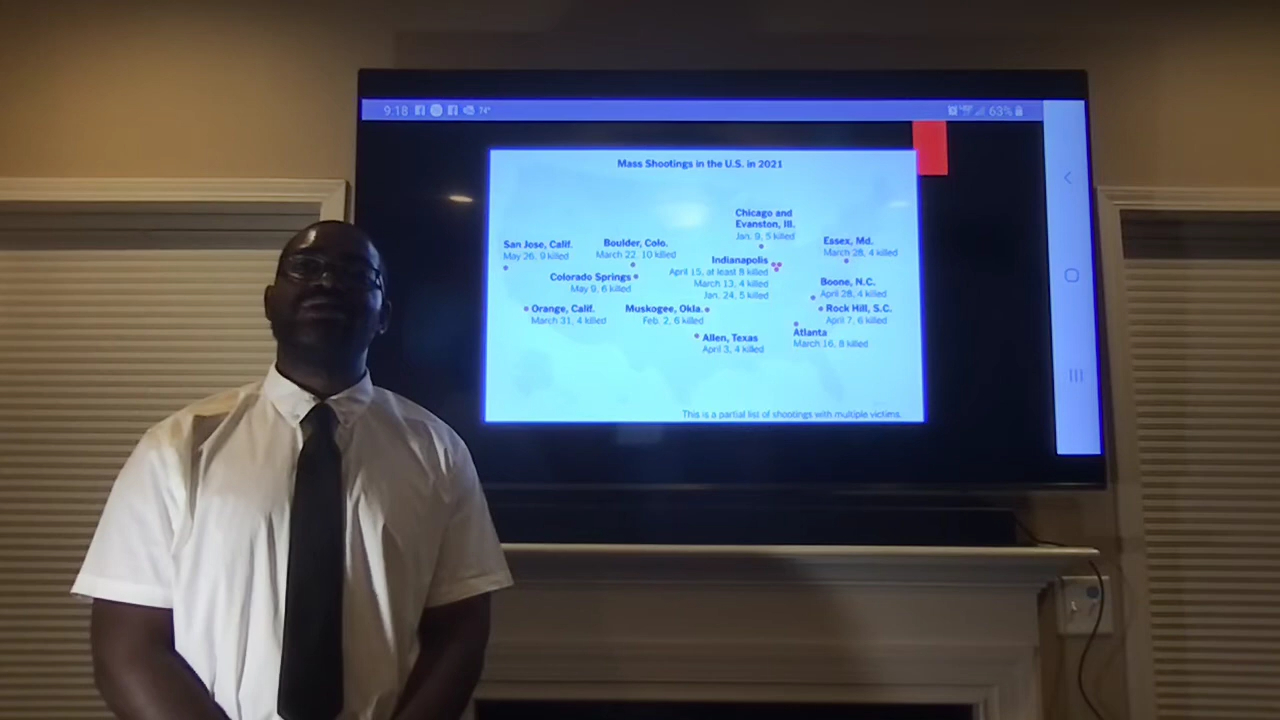 9:18
74°
63%
Mass Shootings in the U.S. in 2021
Chicago and
Evanston, Ill.
Jan. 9, 5 killed
San Jose, Calif.
May 26, 9 killed
Boulder, Colo.
March 22, 10 killed
Essex, Md.
March 28, 4 killed
Indianapolis
April 15, at least 8 killed
March 13, 4 killed
Jan. 24, 5 killed
Colorado Springs
May 9, 6 killed
Boone, N.C.
April 28, 4 killed
Orange, Calif.
March 31, 4 killed
Muskogee, Okla.
Feb. 2, 6 killed
Rock Hill, S.C.
April 7, 6 killed
Allen, Texas
April 3, 4 killed
Atlanta
March 16, 8 killed
This is a partial list of shootings with multiple victims.